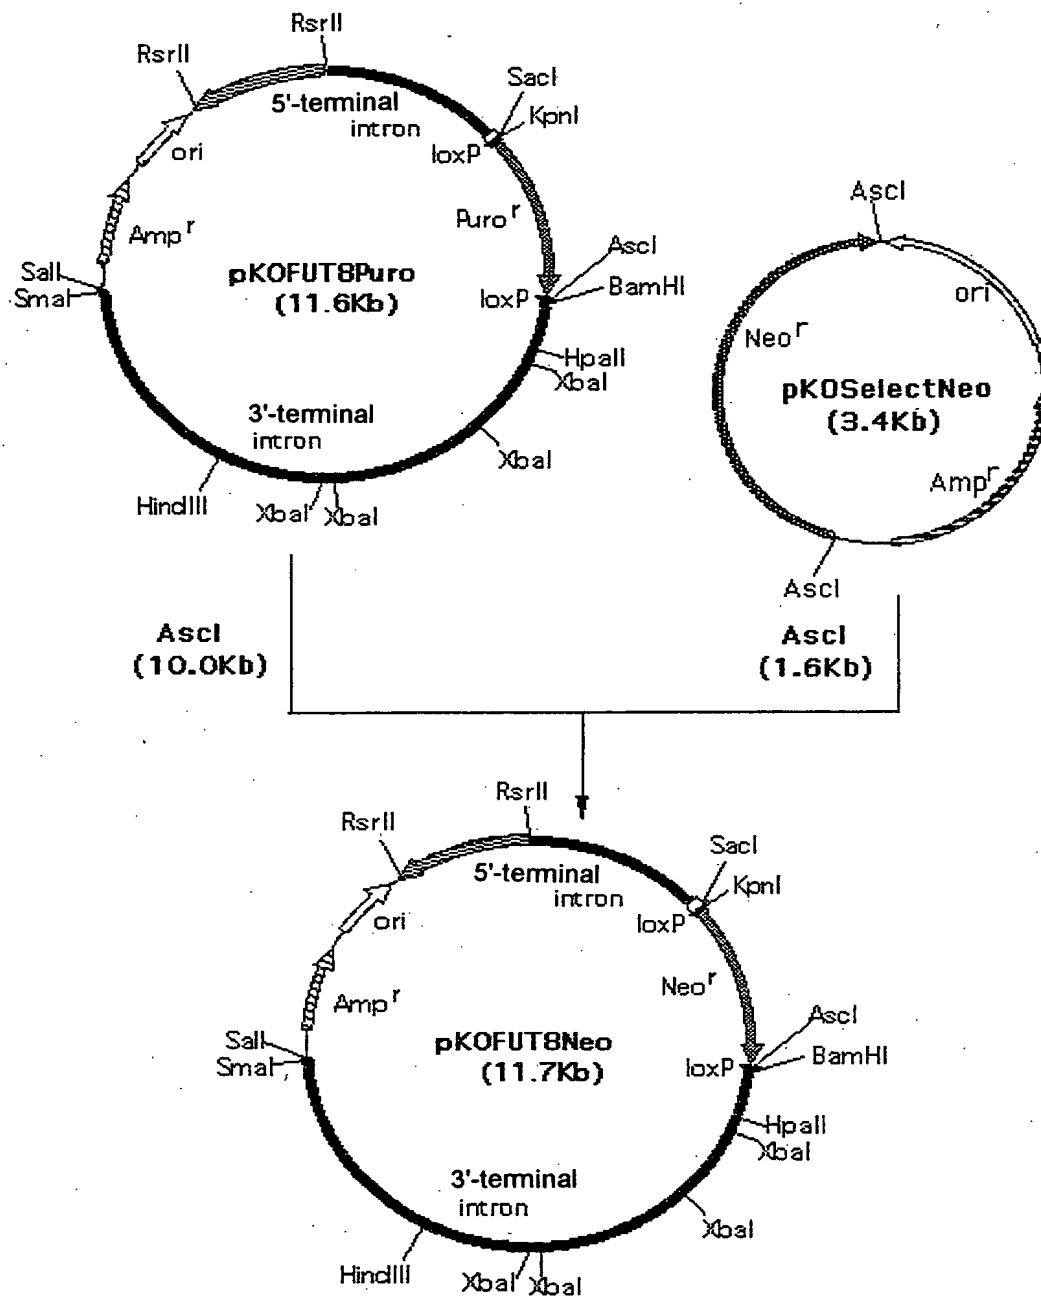 RsrII
RsrII
SacI
KpnI
5'-terminal
intron
loxP
ori
Puro r
Amp r
AscI
BamHI
SalI
SmaI
pKOFUT8Puro
(11.6Kb)
loxP
HpaII
XbaI
3'-terminal
intron
XbaI
HindIII
XbaI
XbaI
AscI
ori
Neo r
pKOSelectNeo
(3.4Kb)
Amp r
AscI
AscI
(10.0Kb)
AscI
(1.6Kb)
RsrII
RsrII
SacI
KpnI
5'-terminal
intron
loxP
ori
Neo r
Amp r
AscI
BamHI
SalI
SmaI
pKOFUT8Neo
(11.7Kb)
loxP
HpaII
XbaI
3'-terminal
intron
XbaI
HindIII
XbaI
XbaI